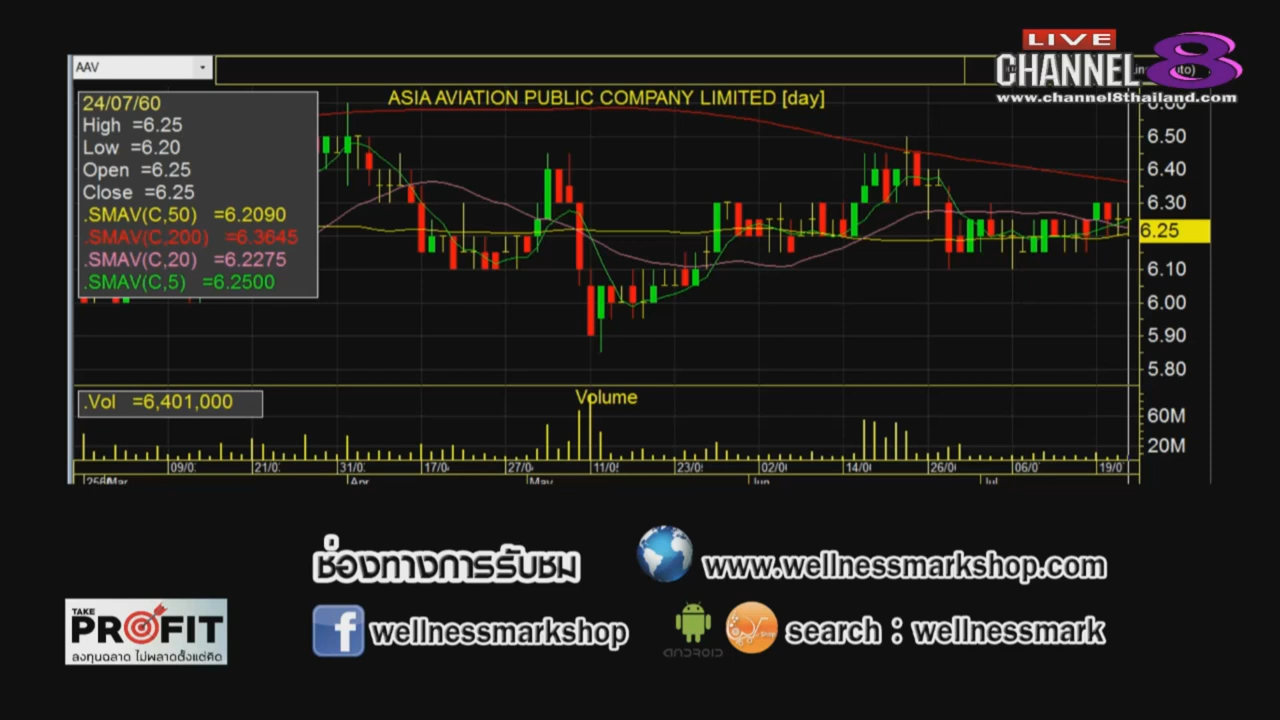 LIVE
CHANNEL 8
www.channel8thailand.com
AAV
ASIA AVIATION PUBLIC COMPANY LIMITED [day]
24/07/60
High =6.25
Low =6.20
Open =6.25
Close =6.25
.SMAV(C,50) =6.2090
.SMAV(C,200) =6.3645
.SMAV(C,20) =6.2275
.SMAV(C,5) =6.2500
6.60
6.50
6.40
6.30
6.25
6.10
6.00
5.90
5.80
.Vol =6,401,000
Volume
60M
20M
09/0 21/0 31/0 17/0 27/0 11/0 23/0 02/0 14/0 26/0 06/0 19/0
Mar Apr May Jun Jul
ช่องทางการรับชม
www.wellnessmarkshop.com
wellnessmarkshop
ANDROID
search : wellnessmark
TAKE
PROFIT
ลงทุนฉลาด ไม่พลาดตั้งแต่คิด